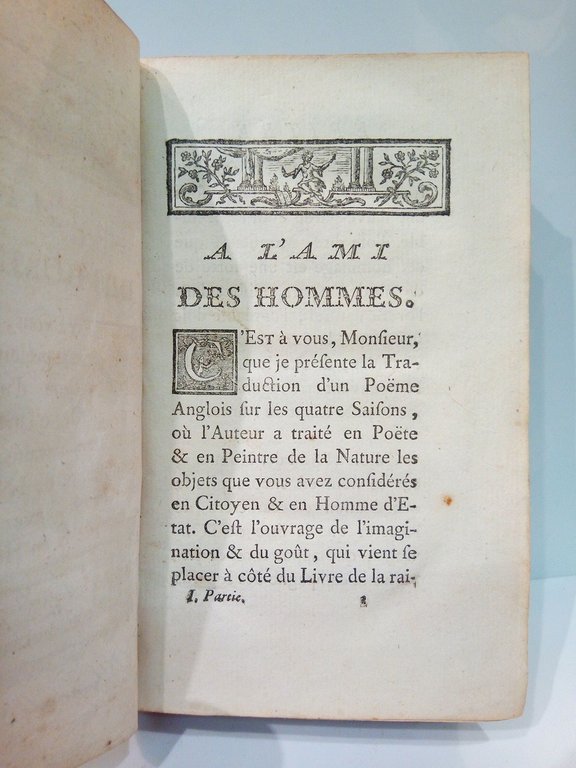 A L'AMI
DES HOMMES.
C'EST à vous, Monſieur,
que je préſente la Tra-
duction d'un Poëme
Anglois ſur les quatre Saiſons,
où l'Auteur a traité en Poëte
& en Peintre de la Nature les
objets que vous avez conſidérés
en Citoyen & en Homme d'E-
tat. C'eſt l'ouvrage de l'imagi-
nation & du goût, qui vient ſe
placer à côté du Livre de la rai-
I. Partie. 1